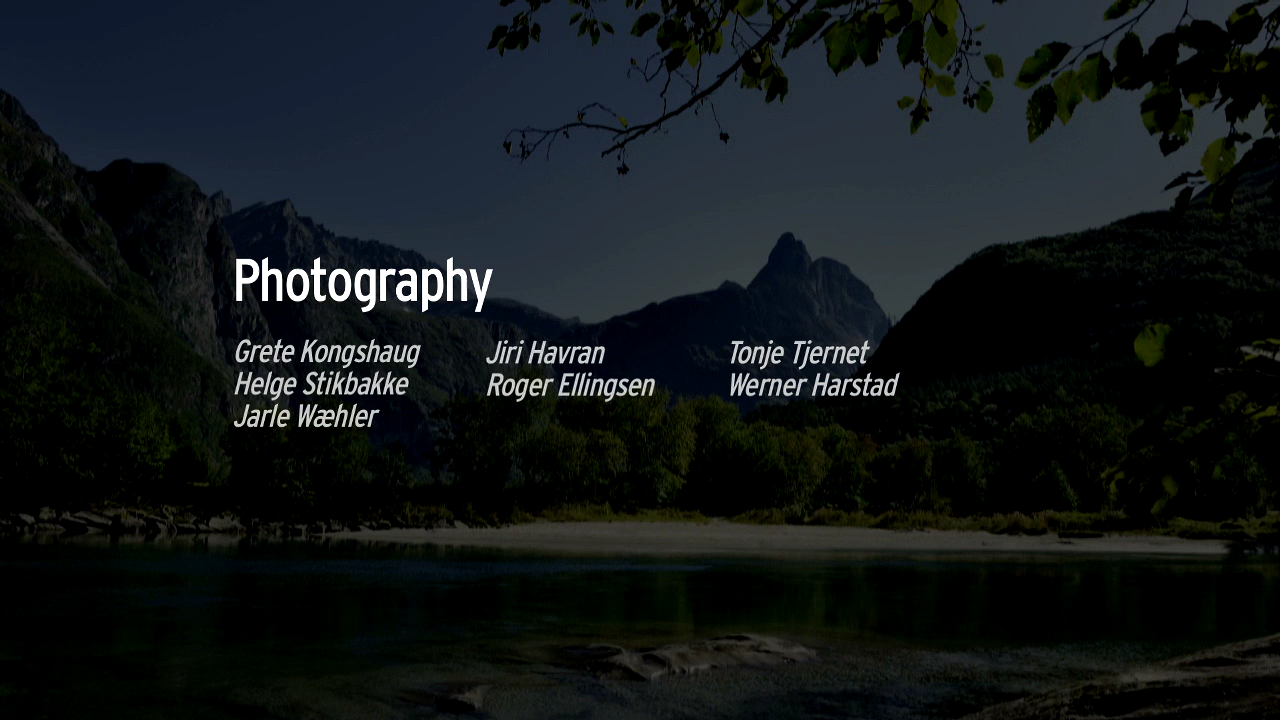 Photography
Grete Kongshaug
Helge Stikbakke
Jarle Wæhler
Jiri Havran
Roger Ellingsen
Tonje Tjernet
Werner Harstad